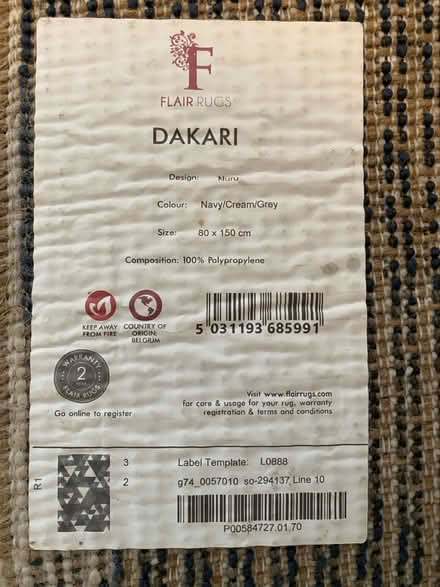 F
FLAIR RUGS
DAKARI
Design: Nuru
Colour: Navy/Cream/Grey
Size: 80 x 150 cm
Composition: 100% Polypropylene
KEEP AWAY FROM FIRE
COUNTRY OF ORIGIN: BELGIUM
5 031193 685991
WARRANTY
2
FLAIR RUGS
Go online to register
Visit www.flairrugs.com
for care & usage for your rug, warranty
registration & terms and conditions
R1
3
2
Label Template: L0888
g74_0057010 so-294137 Line 10
P00584727.01.70